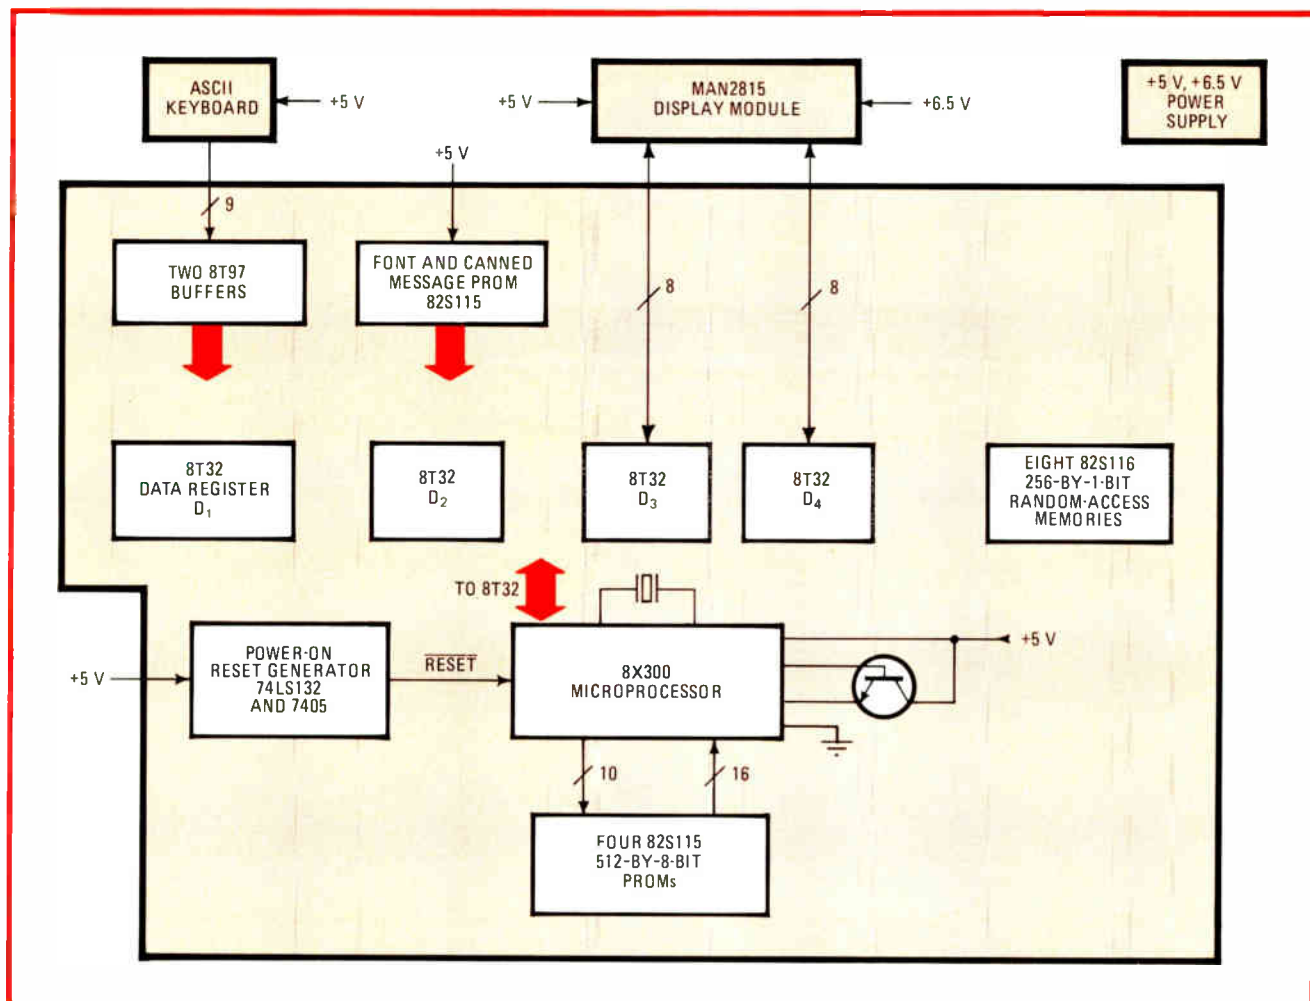 ASCII
KEYBOARD
+5 V
+5 V
MAN2815
DISPLAY MODULE
+6.5 V
+5 V, +6.5 V
POWER
SUPPLY
+5 V
9
TWO 8T97
BUFFERS
FONT AND CANNED
MESSAGE PROM
82S115
8
8
8T32
DATA REGISTER
D₁
8T32
D₂
8T32
D₃
8T32
D₄
EIGHT 82S116
256-BY-1-BIT
RANDOM-ACCESS
MEMORIES
TO 8T32
+5 V
POWER-ON
RESET GENERATOR
74LS132
AND 7405
RESET
8X300
MICROPROCESSOR
+5 V
10
16
FOUR 82S115
512-BY-8-BIT
PROMs